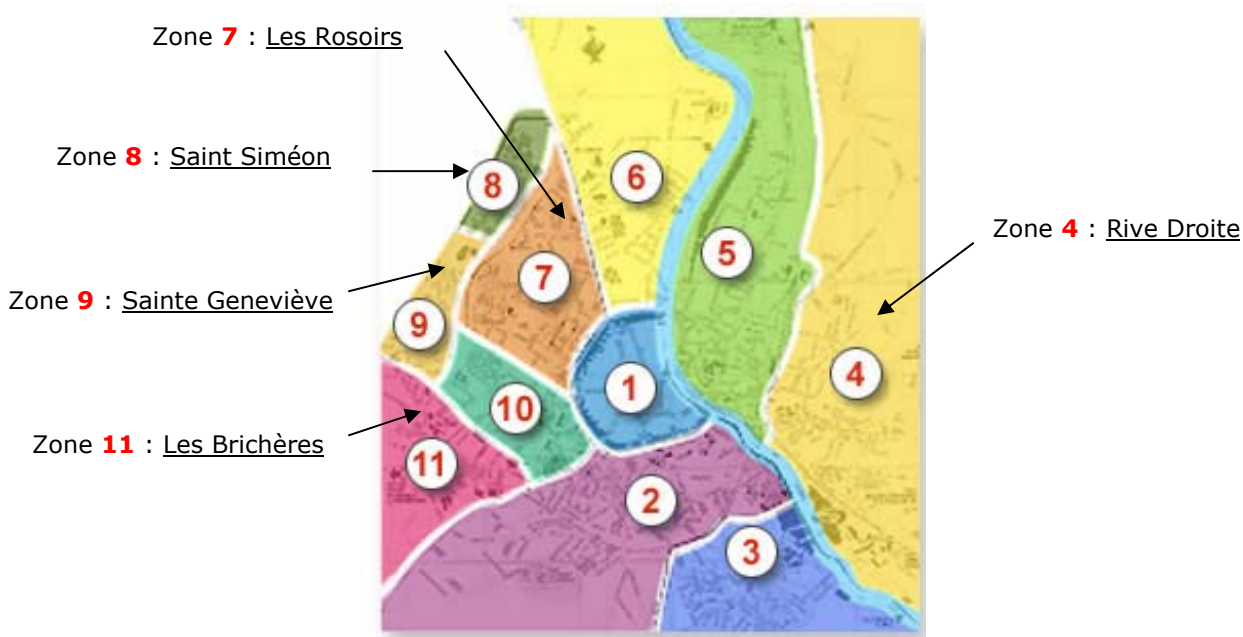 Zone 7 : Les Rosoirs
Zone 8 : Saint Siméon
Zone 4 : Rive Droite
Zone 9 : Sainte Geneviève
Zone 11 : Les Brichères
6
8
5
7
9
4
1
10
11
2
3